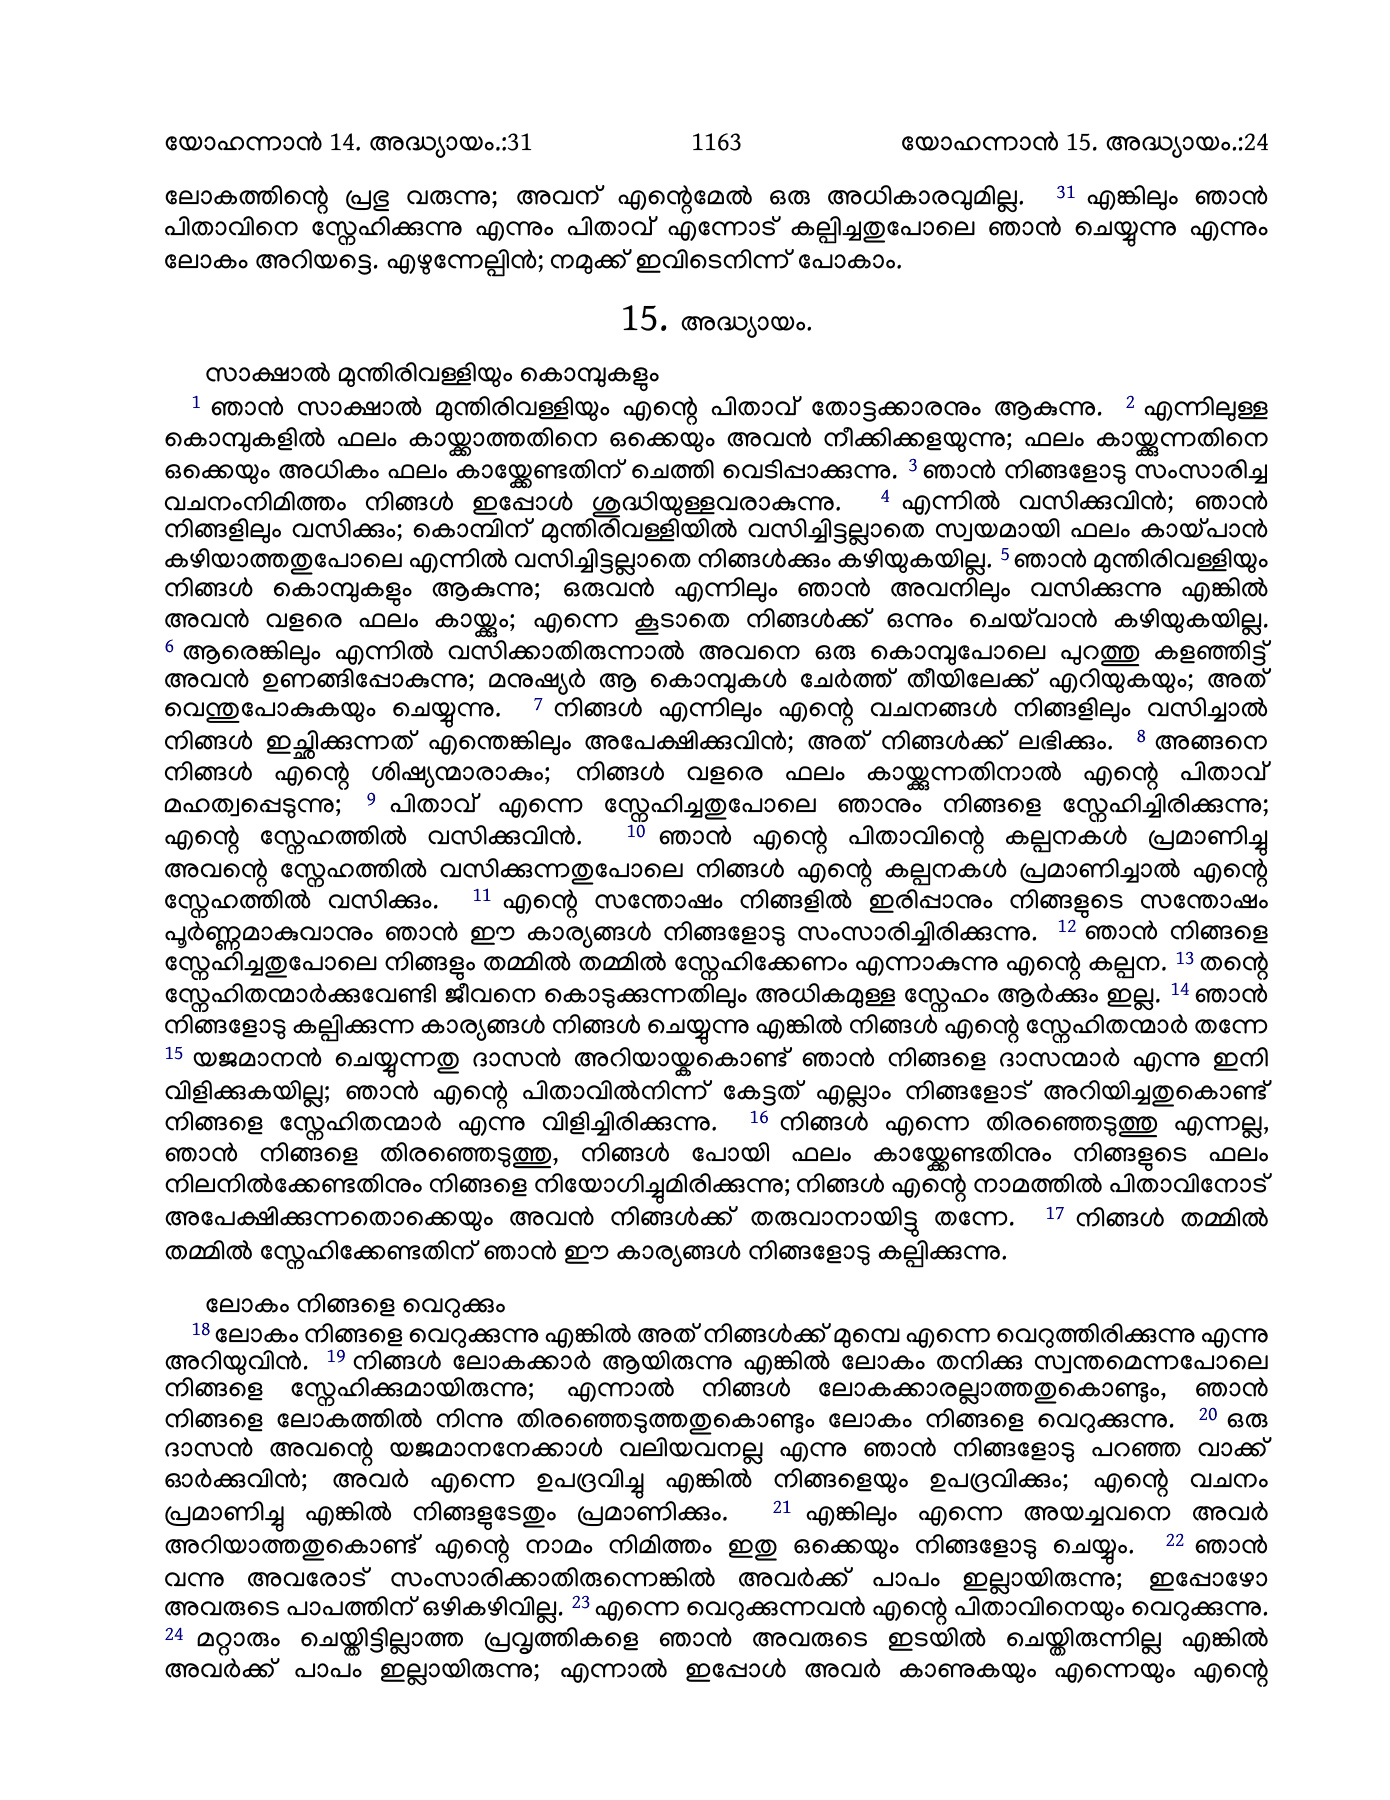 യോഹന്നാൻ 14. അദ്ധ്യായം.:31 1163 യോഹന്നാൻ 15. അദ്ധ്യായം.:24
ലോകത്തിന്റെ പ്രഭു വരുന്നു; അവന് എന്റെമേൽ ഒരു അധികാരവുമില്ല. 31 എങ്കിലും ഞാൻ
പിതാവിനെ സ്നേഹിക്കുന്നു എന്നും പിതാവ് എന്നോട് കല്പിച്ചതുപോലെ ഞാൻ ചെയ്യുന്നു എന്നും
ലോകം അറിയട്ടെ. എഴുന്നേല്പിൻ; നമുക്ക് ഇവിടെനിന്ന് പോകാം.
15. അദ്ധ്യായം.
സാക്ഷാൽ മുന്തിരിവള്ളിയും കൊമ്പുകളും
1 ഞാൻ സാക്ഷാൽ മുന്തിരിവള്ളിയും എന്റെ പിതാവ് തോട്ടക്കാരനും ആകുന്നു. 2 എന്നിലുള്ള
കൊമ്പുകളിൽ ഫലം കായ്ക്കാത്തതിനെ ഒക്കെയും അവൻ നീക്കിക്കളയുന്നു; ഫലം കായ്ക്കുന്നതിനെ
ഒക്കെയും അധികം ഫലം കായ്ക്കേണ്ടതിന് ചെത്തി വെടിപ്പാക്കുന്നു. 3 ഞാൻ നിങ്ങളോടു സംസാരിച്ച
വചനംനിമിത്തം നിങ്ങൾ ഇപ്പോൾ ശുദ്ധിയുള്ളവരാകുന്നു. 4 എന്നിൽ വസിക്കുവിൻ; ഞാൻ
നിങ്ങളിലും വസിക്കും; കൊമ്പിന് മുന്തിരിവള്ളിയിൽ വസിച്ചിട്ടല്ലാതെ സ്വയമായി ഫലം കായ്പാൻ
കഴിയാത്തതുപോലെ എന്നിൽ വസിച്ചിട്ടല്ലാതെ നിങ്ങൾക്കും കഴിയുകയില്ല. 5 ഞാൻ മുന്തിരിവള്ളിയും
നിങ്ങൾ കൊമ്പുകളും ആകുന്നു; ഒരുവൻ എന്നിലും ഞാൻ അവനിലും വസിക്കുന്നു എങ്കിൽ
അവൻ വളരെ ഫലം കായ്ക്കും; എന്നെ കൂടാതെ നിങ്ങൾക്ക് ഒന്നും ചെയ്‌വാൻ കഴിയുകയില്ല.
6 ആരെങ്കിലും എന്നിൽ വസിക്കാതിരുന്നാൽ അവനെ ഒരു കൊമ്പുപോലെ പുറത്തു കളഞ്ഞിട്ട്
അവൻ ഉണങ്ങിപ്പോകുന്നു; മനുഷ്യർ ആ കൊമ്പുകൾ ചേർത്ത് തീയിലേക്ക് എറിയുകയും; അത്
വെന്തുപോകുകയും ചെയ്യുന്നു. 7 നിങ്ങൾ എന്നിലും എന്റെ വചനങ്ങൾ നിങ്ങളിലും വസിച്ചാൽ
നിങ്ങൾ ഇച്ഛിക്കുന്നത് എന്തെങ്കിലും അപേക്ഷിക്കുവിൻ; അത് നിങ്ങൾക്ക് ലഭിക്കും. 8 അങ്ങനെ
നിങ്ങൾ എന്റെ ശിഷ്യന്മാരാകും; നിങ്ങൾ വളരെ ഫലം കായ്ക്കുന്നതിനാൽ എന്റെ പിതാവ്
മഹത്വപ്പെടുന്നു; 9 പിതാവ് എന്നെ സ്നേഹിച്ചതുപോലെ ഞാനും നിങ്ങളെ സ്നേഹിച്ചിരിക്കുന്നു;
എന്റെ സ്നേഹത്തിൽ വസിക്കുവിൻ. 10 ഞാൻ എന്റെ പിതാവിന്റെ കല്പനകൾ പ്രമാണിച്ചു
അവന്റെ സ്നേഹത്തിൽ വസിക്കുന്നതുപോലെ നിങ്ങൾ എന്റെ കല്പനകൾ പ്രമാണിച്ചാൽ എന്റെ
സ്നേഹത്തിൽ വസിക്കും. 11 എന്റെ സന്തോഷം നിങ്ങളിൽ ഇരിപ്പാനും നിങ്ങളുടെ സന്തോഷം
പൂർണ്ണമാകുവാനും ഞാൻ ഈ കാര്യങ്ങൾ നിങ്ങളോടു സംസാരിച്ചിരിക്കുന്നു. 12 ഞാൻ നിങ്ങളെ
സ്നേഹിച്ചതുപോലെ നിങ്ങളും തമ്മിൽ തമ്മിൽ സ്നേഹിക്കേണം എന്നാകുന്നു എന്റെ കല്പന. 13 തന്റെ
സ്നേഹിതന്മാർക്കുവേണ്ടി ജീവനെ കൊടുക്കുന്നതിലും അധികമുള്ള സ്നേഹം ആർക്കും ഇല്ല. 14 ഞാൻ
നിങ്ങളോടു കല്പിക്കുന്ന കാര്യങ്ങൾ നിങ്ങൾ ചെയ്യുന്നു എങ്കിൽ നിങ്ങൾ എന്റെ സ്നേഹിതന്മാർ തന്നേ
15 യജമാനൻ ചെയ്യുന്നതു ദാസൻ അറിയായ്കകൊണ്ട് ഞാൻ നിങ്ങളെ ദാസന്മാർ എന്നു ഇനി
വിളിക്കുകയില്ല; ഞാൻ എന്റെ പിതാവിൽനിന്ന് കേട്ടത് എല്ലാം നിങ്ങളോട് അറിയിച്ചതുകൊണ്ട്
നിങ്ങളെ സ്നേഹിതന്മാർ എന്നു വിളിച്ചിരിക്കുന്നു. 16 നിങ്ങൾ എന്നെ തിരഞ്ഞെടുത്തു എന്നല്ല,
ഞാൻ നിങ്ങളെ തിരഞ്ഞെടുത്തു, നിങ്ങൾ പോയി ഫലം കായ്ക്കേണ്ടതിനും നിങ്ങളുടെ ഫലം
നിലനിൽക്കേണ്ടതിനും നിങ്ങളെ നിയോഗിച്ചുമിരിക്കുന്നു; നിങ്ങൾ എന്റെ നാമത്തിൽ പിതാവിനോട്
അപേക്ഷിക്കുന്നതൊക്കെയും അവൻ നിങ്ങൾക്ക് തരുവാനായിട്ടു തന്നേ. 17 നിങ്ങൾ തമ്മിൽ
തമ്മിൽ സ്നേഹിക്കേണ്ടതിന് ഞാൻ ഈ കാര്യങ്ങൾ നിങ്ങളോടു കല്പിക്കുന്നു.
ലോകം നിങ്ങളെ വെറുക്കും
18 ലോകം നിങ്ങളെ വെറുക്കുന്നു എങ്കിൽ അത് നിങ്ങൾക്ക് മുമ്പെ എന്നെ വെറുത്തിരിക്കുന്നു എന്നു
അറിയുവിൻ. 19 നിങ്ങൾ ലോകക്കാർ ആയിരുന്നു എങ്കിൽ ലോകം തനിക്കു സ്വന്തമെന്നപോലെ
നിങ്ങളെ സ്നേഹിക്കുമായിരുന്നു; എന്നാൽ നിങ്ങൾ ലോകക്കാരല്ലാത്തതുകൊണ്ടും, ഞാൻ
നിങ്ങളെ ലോകത്തിൽ നിന്നു തിരഞ്ഞെടുത്തതുകൊണ്ടും ലോകം നിങ്ങളെ വെറുക്കുന്നു. 20 ഒരു
ദാസൻ അവന്റെ യജമാനനേക്കാൾ വലിയവനല്ല എന്നു ഞാൻ നിങ്ങളോടു പറഞ്ഞ വാക്ക്
ഓർക്കുവിൻ; അവർ എന്നെ ഉപദ്രവിച്ചു എങ്കിൽ നിങ്ങളെയും ഉപദ്രവിക്കും; എന്റെ വചനം
പ്രമാണിച്ചു എങ്കിൽ നിങ്ങളുടേതും പ്രമാണിക്കും. 21 എങ്കിലും എന്നെ അയച്ചവനെ അവർ
അറിയാത്തതുകൊണ്ട് എന്റെ നാമം നിമിത്തം ഇതു ഒക്കെയും നിങ്ങളോടു ചെയ്യും. 22 ഞാൻ
വന്നു അവരോട് സംസാരിക്കാതിരുന്നെങ്കിൽ അവർക്ക് പാപം ഇല്ലായിരുന്നു; ഇപ്പോഴോ
അവരുടെ പാപത്തിന് ഒഴികഴിവില്ല. 23 എന്നെ വെറുക്കുന്നവൻ എന്റെ പിതാവിനെയും വെറുക്കുന്നു.
24 മറ്റാരും ചെയ്തിട്ടില്ലാത്ത പ്രവൃത്തികളെ ഞാൻ അവരുടെ ഇടയിൽ ചെയ്തിരുന്നില്ല എങ്കിൽ
അവർക്ക് പാപം ഇല്ലായിരുന്നു; എന്നാൽ ഇപ്പോൾ അവർ കാണുകയും എന്നെയും എന്റെ